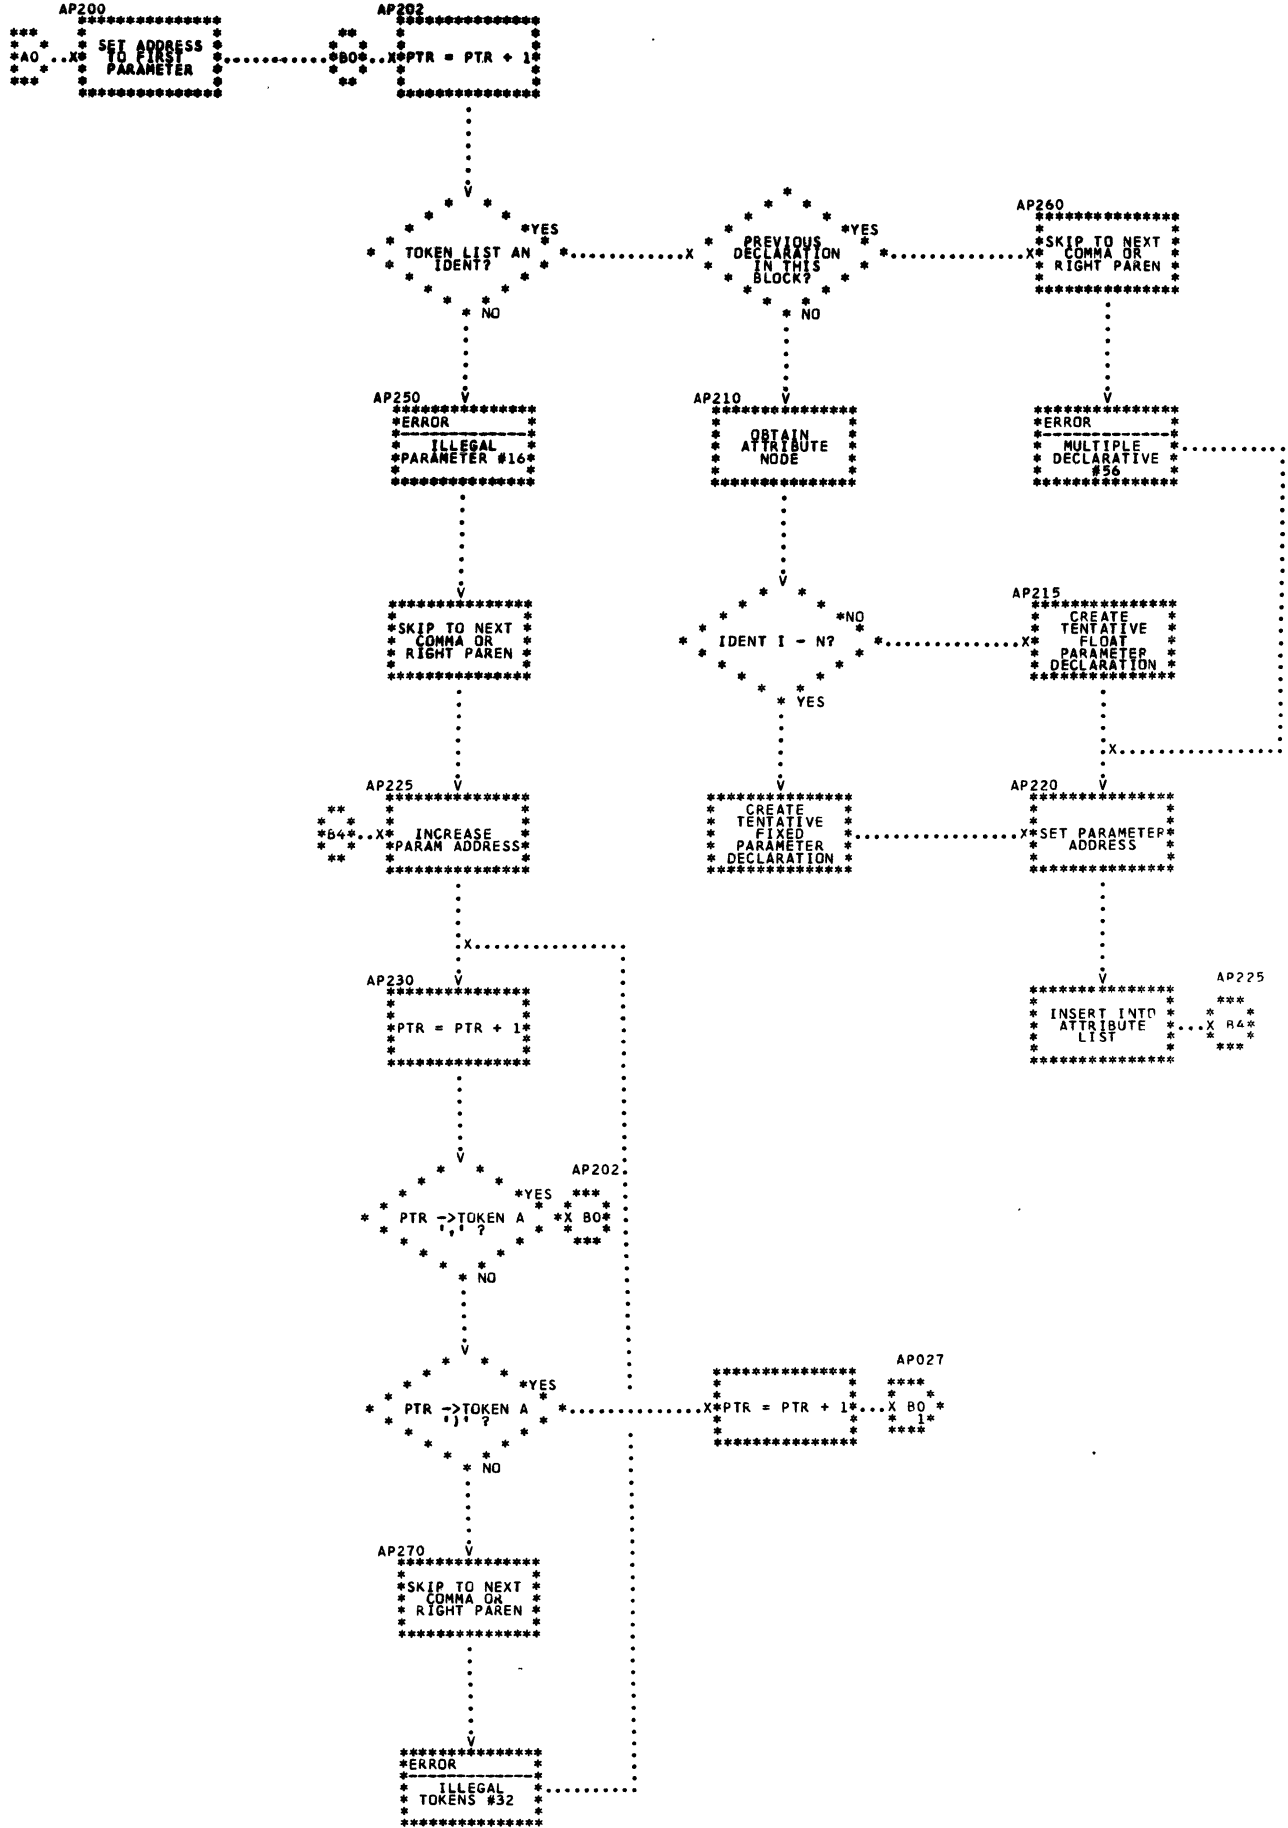 AP200
AP202
A0
SET ADDRESS
TO FIRST
PARAMETER
B0
PTR = PTR + 1
TOKEN LIST AN
IDENT?
YES
NO
PREVIOUS
DECLARATION
IN THIS
BLOCK?
YES
NO
AP260
SKIP TO NEXT
COMMA OR
RIGHT PAREN
AP250
ERROR
ILLEGAL
PARAMETER #16
AP210
OBTAIN
ATTRIBUTE
NODE
ERROR
MULTIPLE
DECLARATIVE
#56
SKIP TO NEXT
COMMA OR
RIGHT PAREN
IDENT I - N?
NO
YES
AP215
CREATE
TENTATIVE
FLOAT
PARAMETER
DECLARATION
AP225
B4
INCREASE
PARAM ADDRESS
CREATE
TENTATIVE
FIXED
PARAMETER
DECLARATION
AP220
SET PARAMETER
ADDRESS
AP230
PTR = PTR + 1
INSERT INTO
ATTRIBUTE
LIST
AP225
B4
PTR ->TOKEN A
',' ?
YES
NO
AP202
B0
PTR ->TOKEN A
')' ?
YES
NO
PTR = PTR + 1
AP027
B0
1
AP270
SKIP TO NEXT
COMMA OR
RIGHT PAREN
ERROR
ILLEGAL
TOKENS #32